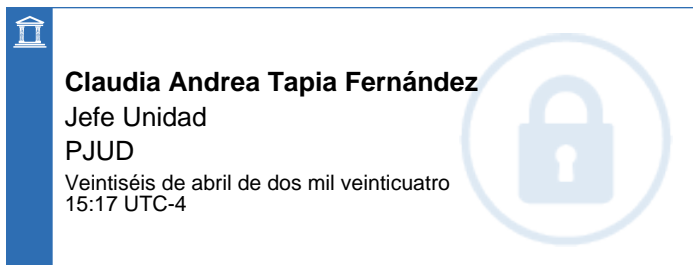 Claudia Andrea Tapia Fernández
Jefe Unidad
PJUD
Veintiséis de abril de dos mil veinticuatro
15:17 UTC-4